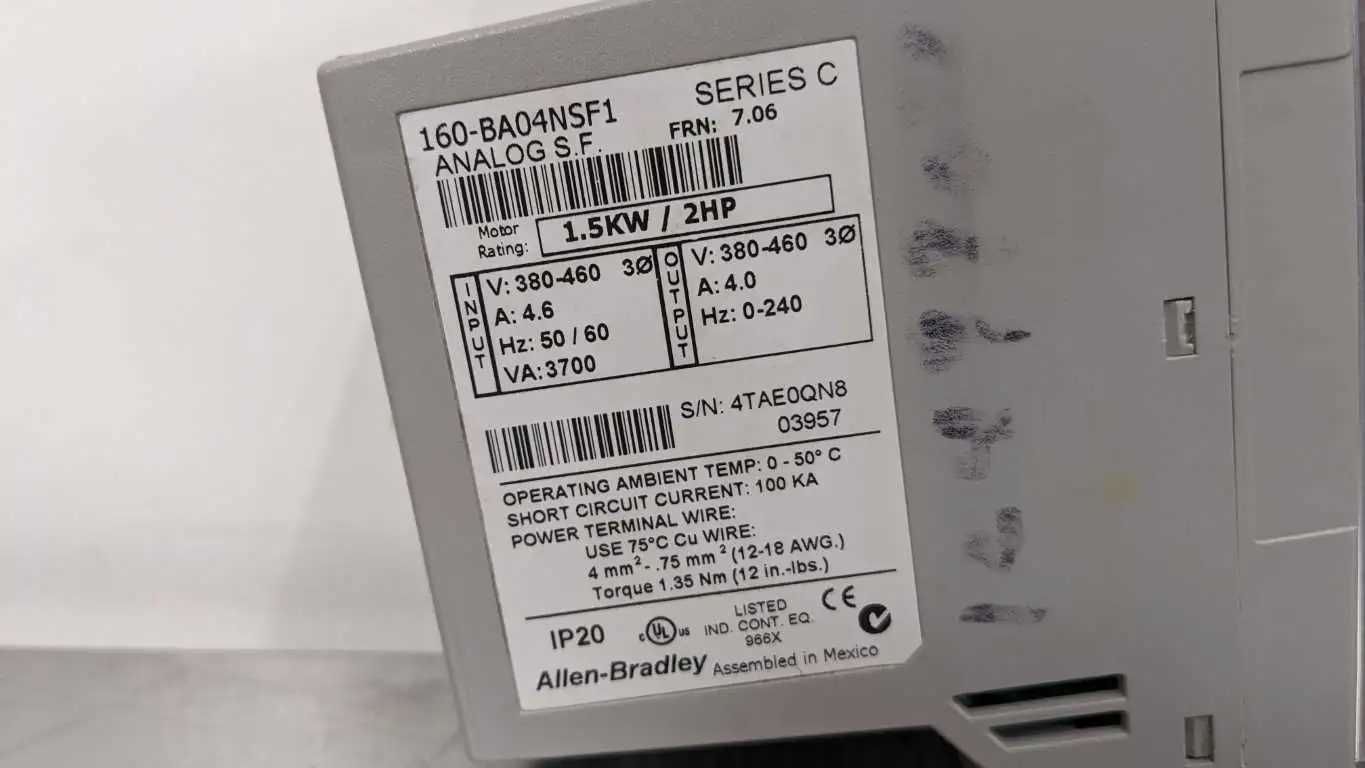 160-BA04NSF1 SERIES C
ANALOG S.F. FRN: 7.06
Motor Rating: 1.5KW / 2HP
INPUT
V: 380-460 3Ø
A: 4.6
Hz: 50 / 60
VA: 3700
OUTPUT
V: 380-460 3Ø
A: 4.0
Hz: 0-240
S/N: 4TAE0QN8
03957
OPERATING AMBIENT TEMP: 0 - 50° C
SHORT CIRCUIT CURRENT: 100 KA
POWER TERMINAL WIRE:
USE 75°C Cu WIRE:
4 mm² - .75 mm² (12-18 AWG.)
Torque 1.35 Nm (12 in.-lbs.)
IP20 c UL us LISTED IND. CONT. EQ. 966X CE
Allen-Bradley Assembled in Mexico